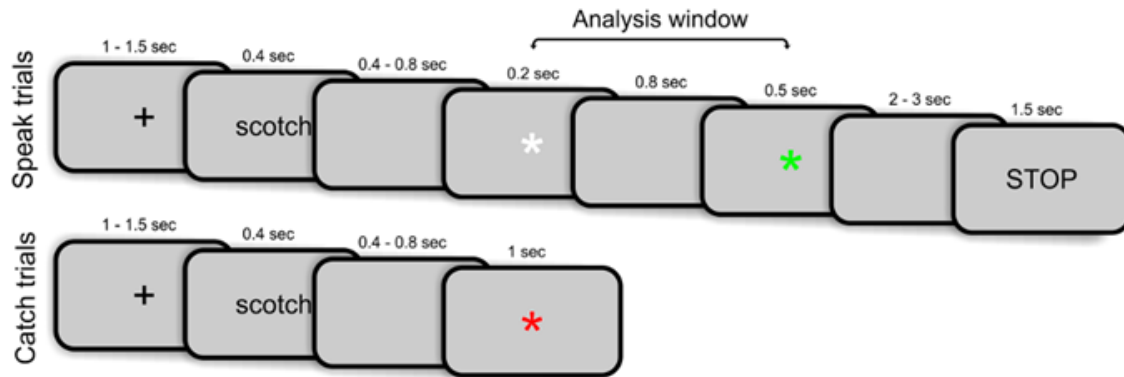 Analysis window
Speak trials
1 - 1.5 sec
0.4 sec
0.4 - 0.8 sec
0.2 sec
0.8 sec
0.5 sec
2 - 3 sec
1.5 sec
+
scotch
*
*
STOP
Catch trials
1 - 1.5 sec
0.4 sec
0.4 - 0.8 sec
1 sec
+
scotch
*